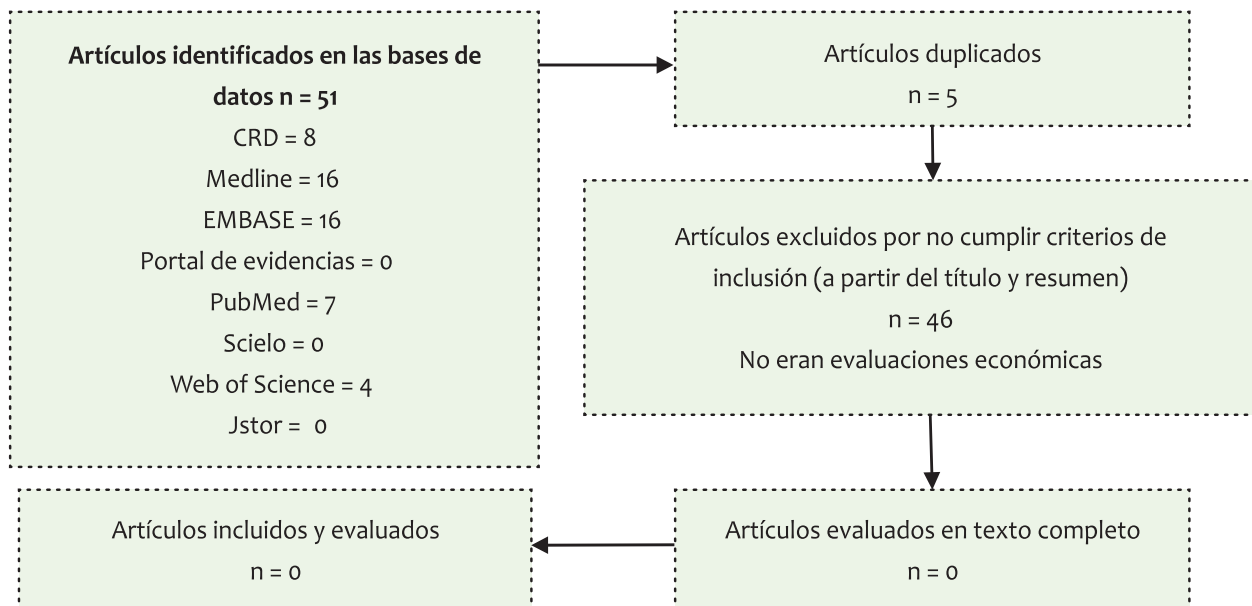 Artículos identificados en las bases de
datos n = 51
CRD = 8
Medline = 16
EMBASE = 16
Portal de evidencias = 0
PubMed = 7
Scielo = 0
Web of Science = 4
Jstor = 0
Artículos duplicados
n = 5
Artículos excluidos por no cumplir criterios de
inclusión (a partir del título y resumen)
n = 46
No eran evaluaciones económicas
Artículos evaluados en texto completo
n = 0
Artículos incluidos y evaluados
n = 0